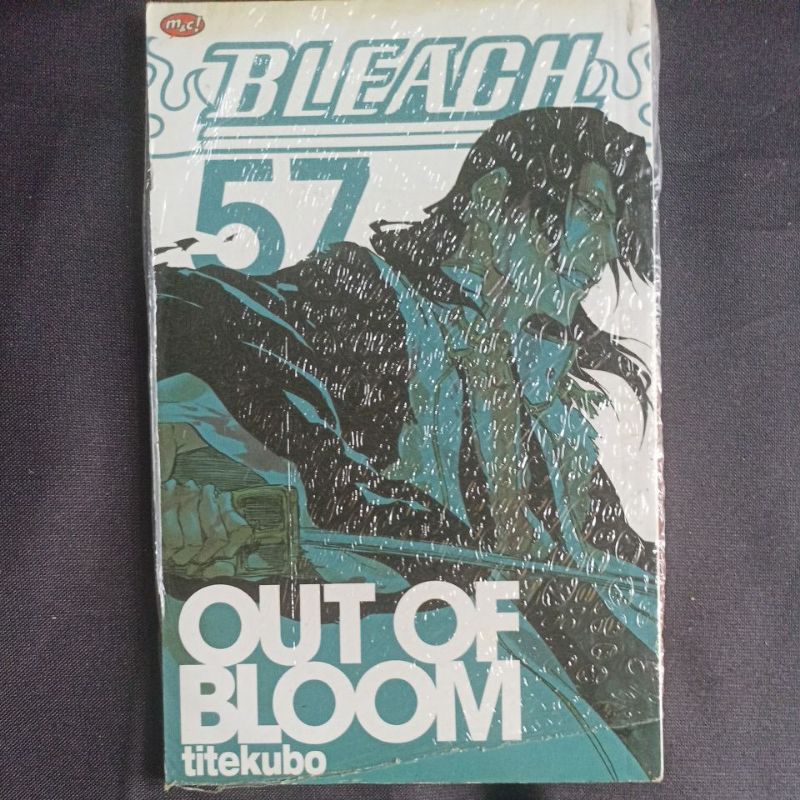 m&c!
BLEACH
57
OUT OF
BLOOM
titekubo